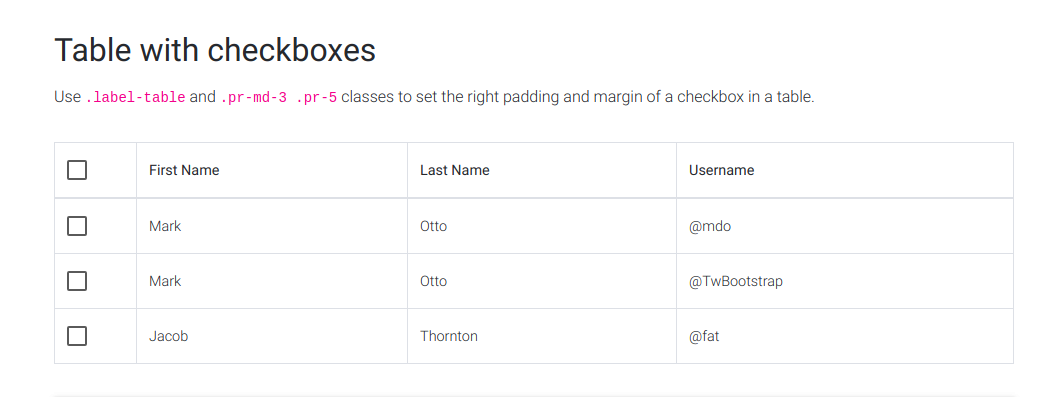 Table with checkboxes
Use .label-table and .pr-md-3 .pr-5 classes to set the right padding and margin of a checkbox in a table.
First Name Last Name Username
Mark Otto @mdo
Mark Otto @TwBootstrap
Jacob Thornton @fat